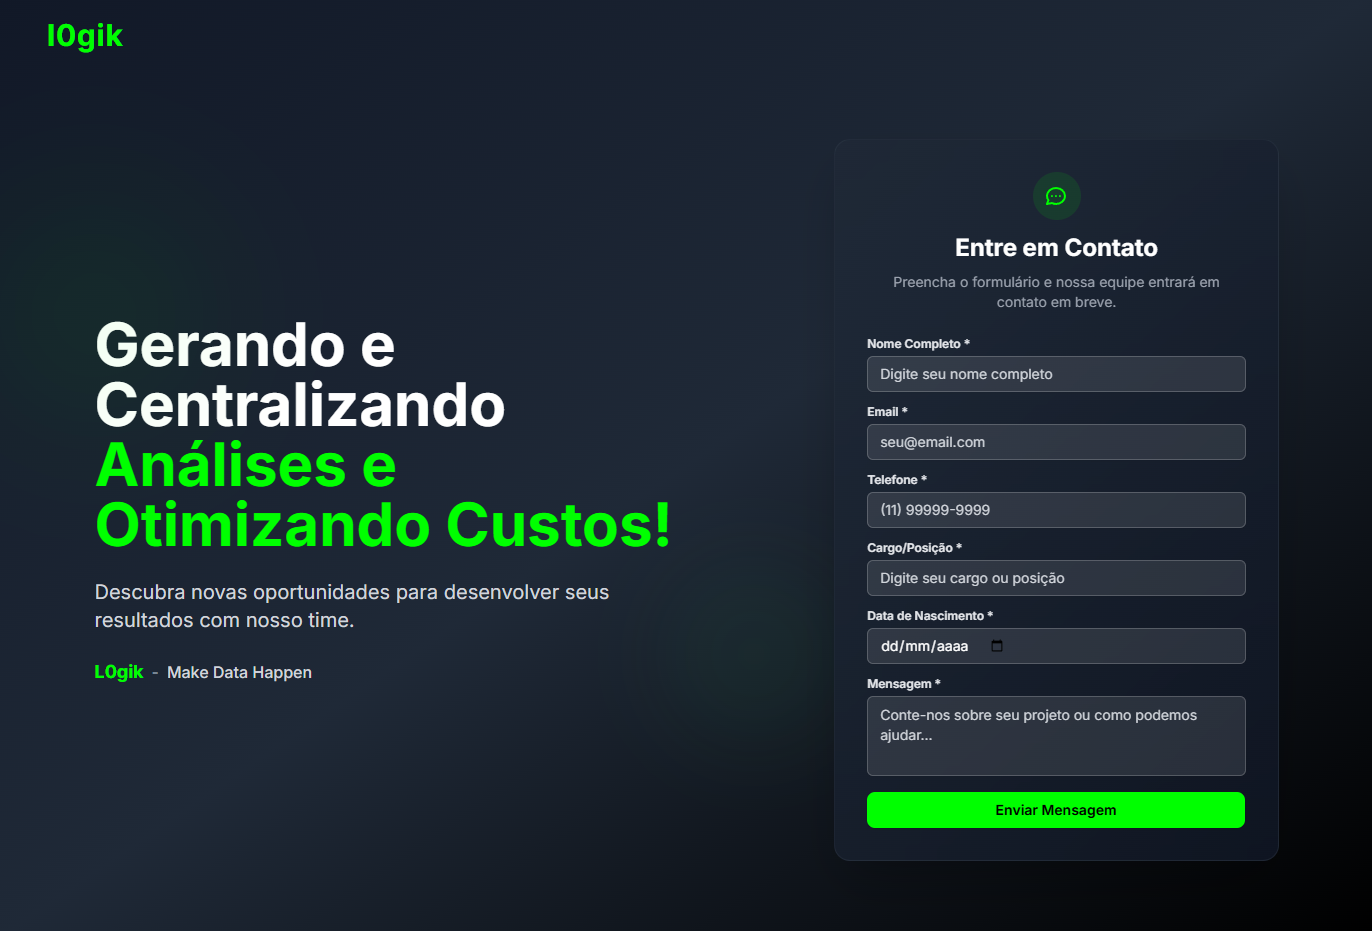 l0gik
Gerando e
Centralizando
Análises e
Otimizando Custos!
Descubra novas oportunidades para desenvolver seus
resultados com nosso time.
L0gik - Make Data Happen
Entre em Contato
Preencha o formulário e nossa equipe entrará em
contato em breve.
Nome Completo *
Digite seu nome completo
Email *
seu@email.com
Telefone *
(11) 99999-9999
Cargo/Posição *
Digite seu cargo ou posição
Data de Nascimento *
dd/mm/aaaa
Mensagem *
Conte-nos sobre seu projeto ou como podemos
ajudar...
Enviar Mensagem